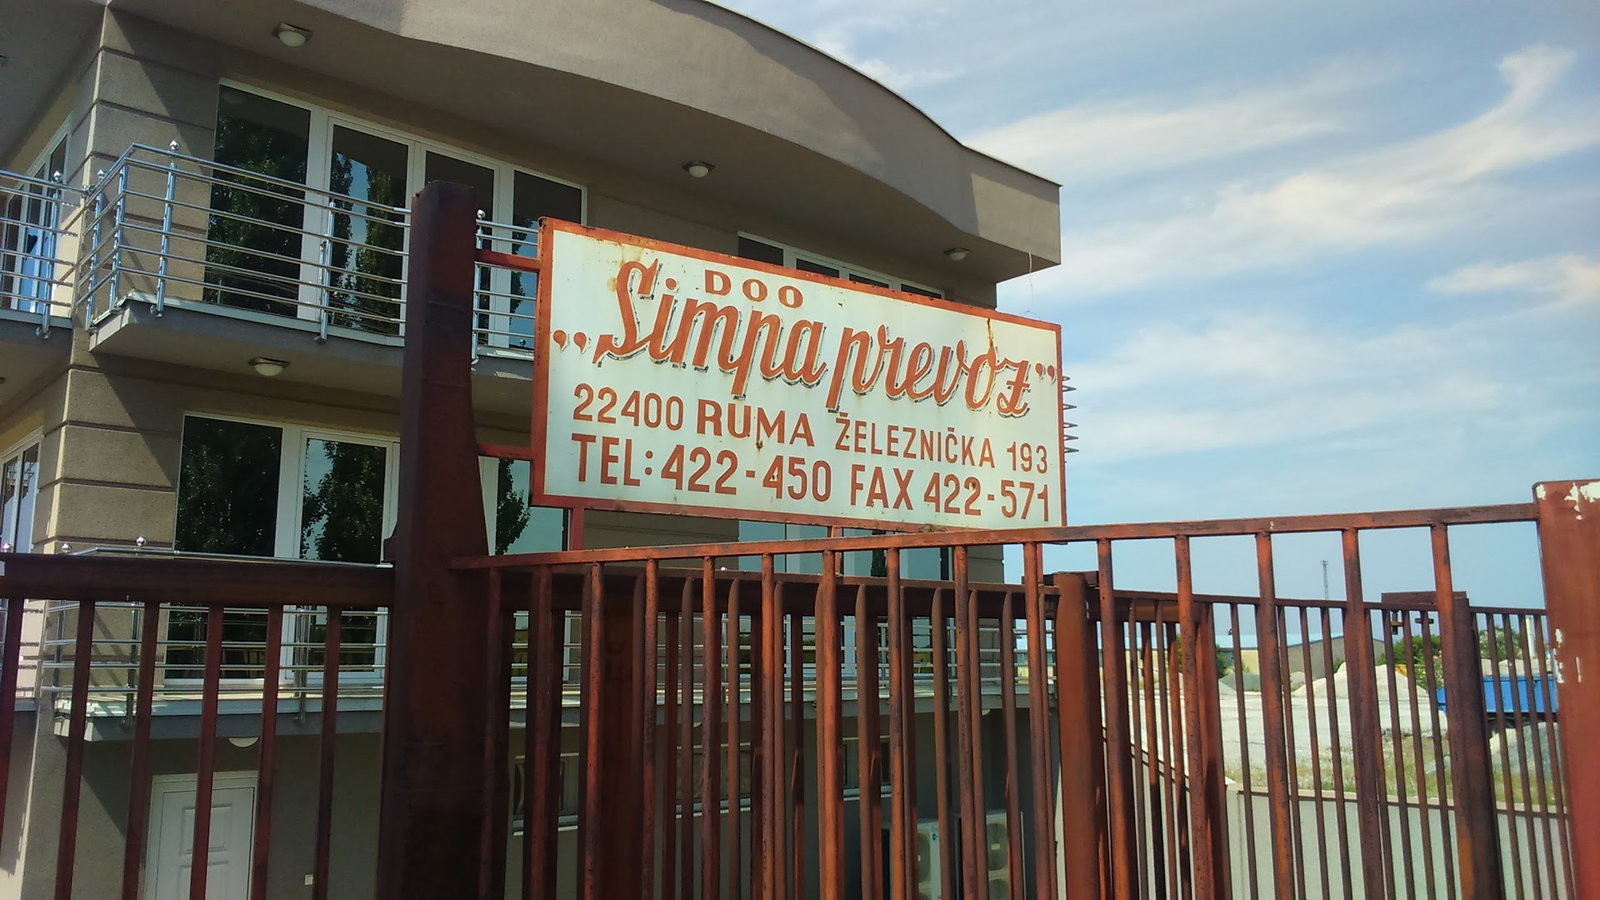 DOO
„Simpa prevoz”
22400 RUMA ŽELEZNIČKA 193
TEL: 422-450 FAX 422-571